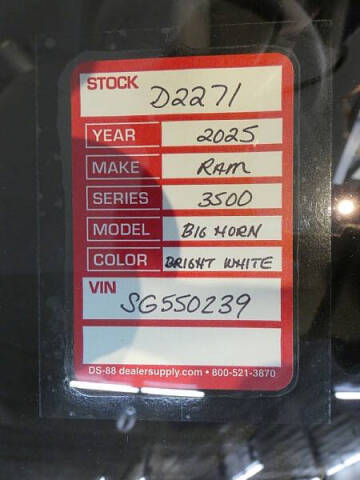 STOCK
D2271
YEAR 2025
MAKE RAM
SERIES 3500
MODEL BIG HORN
COLOR BRIGHT WHITE
VIN
SG550239
DS-88 dealersupply.com • 800-521-3870